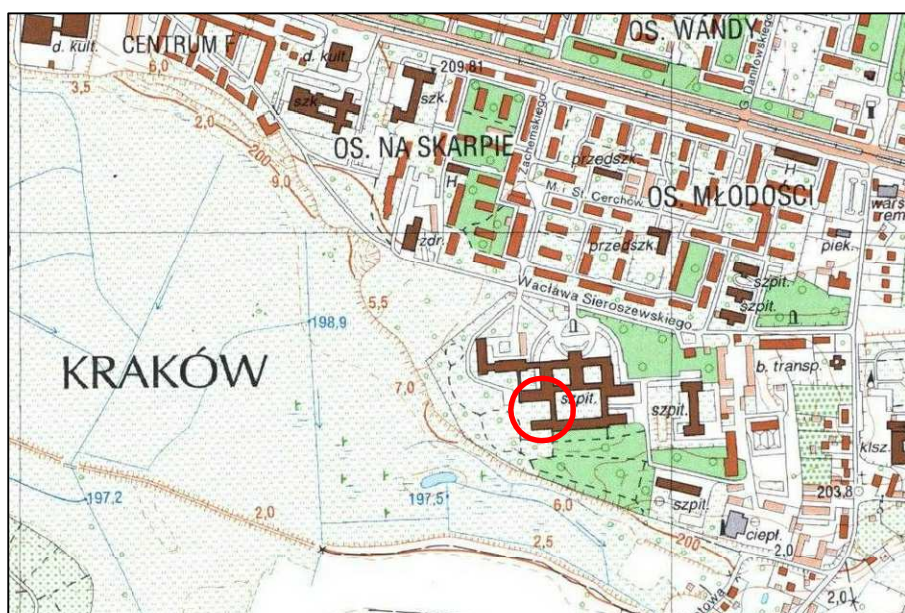 d. kult.
CENTRUM F
3,5
6,0
d. kult.
209,81
szk.
szk.
OS. WANDY
G. Daniłowskiego
2,0
200
9,0
OS. NA SKARPIE
Zachemskiego
przedszk.
H
M. i St. Cerchów
OS. MŁODOŚCI
H
warszt.
rem.
zdr.
przedszk.
piek.
szpit.
szpit.
Wacława Sieroszewskiego
5,5
198,9
KRAKÓW
7,0
szpit.
szpit.
b. transp.
klsz.
197,2
197,5
2,0
6,0
2,5
szpit.
203,8
200
ciepł.
2,0
2,0